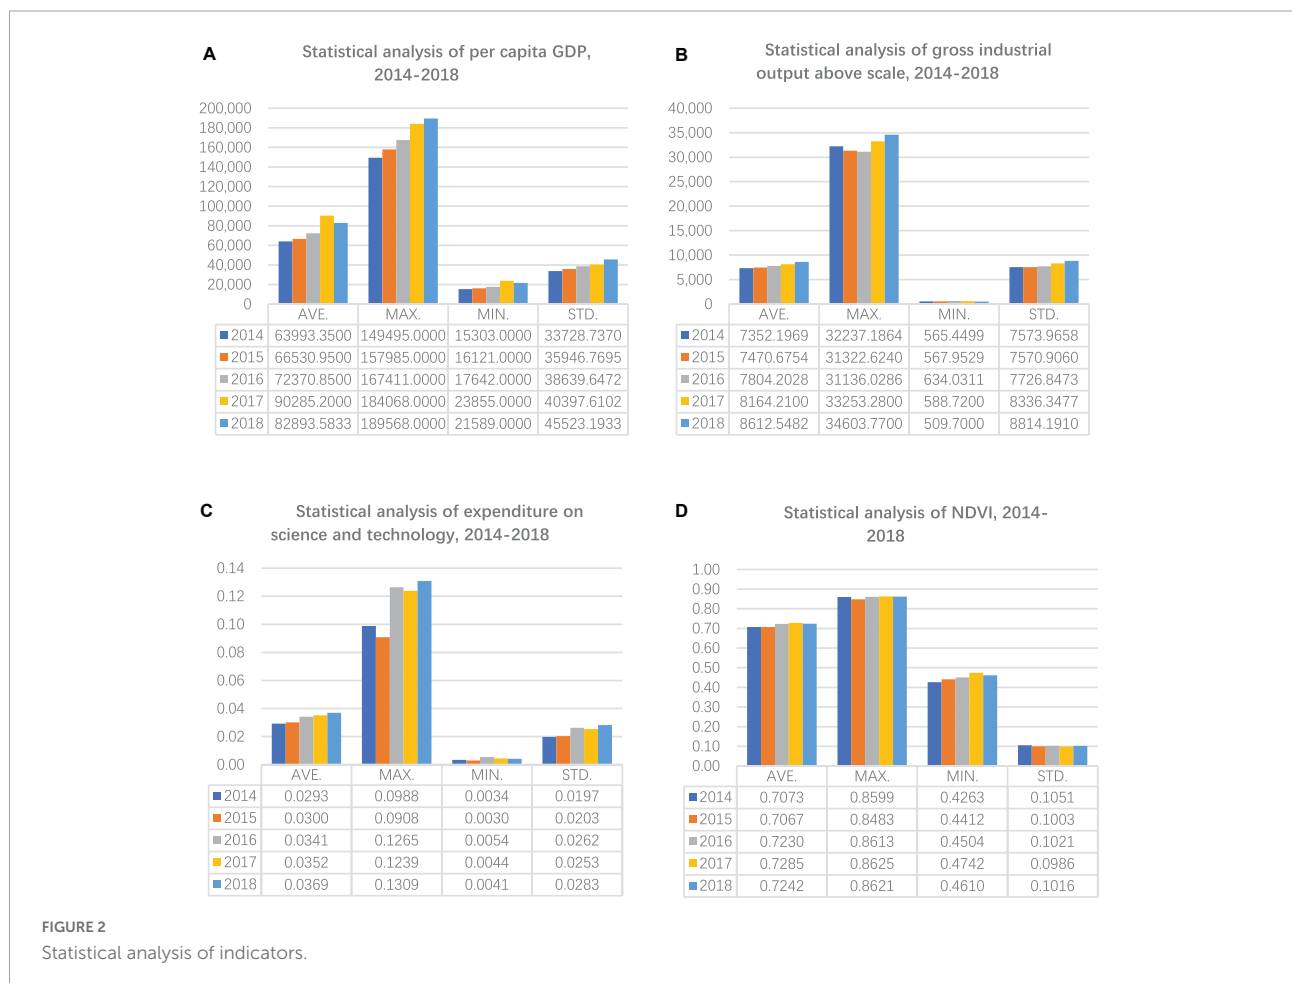 A
Statistical analysis of per capita GDP,
2014-2018
200,000
180,000
160,000
140,000
120,000
100,000
80,000
60,000
40,000
20,000
0
AVE. MAX. MIN. STD.
2014 63993.3500 149495.0000 15303.0000 33728.7370
2015 66530.9500 157985.0000 16121.0000 35946.7695
2016 72370.8500 167411.0000 17642.0000 38639.6472
2017 90285.2000 184068.0000 23855.0000 40397.6102
2018 82893.5833 189568.0000 21589.0000 45523.1933
B
Statistical analysis of gross industrial
output above scale, 2014-2018
40,000
35,000
30,000
25,000
20,000
15,000
10,000
5,000
0
AVE. MAX. MIN. STD.
2014 7352.1969 32237.1864 565.4499 7573.9658
2015 7470.6754 31322.6240 567.9529 7570.9060
2016 7804.2028 31136.0286 634.0311 7726.8473
2017 8164.2100 33253.2800 588.7200 8336.3477
2018 8612.5482 34603.7700 509.7000 8814.1910
C
Statistical analysis of expenditure on
science and technology, 2014-2018
0.14
0.12
0.10
0.08
0.06
0.04
0.02
0.00
AVE. MAX. MIN. STD.
2014 0.0293 0.0988 0.0034 0.0197
2015 0.0300 0.0908 0.0030 0.0203
2016 0.0341 0.1265 0.0054 0.0262
2017 0.0352 0.1239 0.0044 0.0253
2018 0.0369 0.1309 0.0041 0.0283
D
Statistical analysis of NDVI, 2014-
2018
1.00
0.90
0.80
0.70
0.60
0.50
0.40
0.30
0.20
0.10
0.00
AVE. MAX. MIN. STD.
2014 0.7073 0.8599 0.4263 0.1051
2015 0.7067 0.8483 0.4412 0.1003
2016 0.7230 0.8613 0.4504 0.1021
2017 0.7285 0.8625 0.4742 0.0986
2018 0.7242 0.8621 0.4610 0.1016
FIGURE 2
Statistical analysis of indicators.